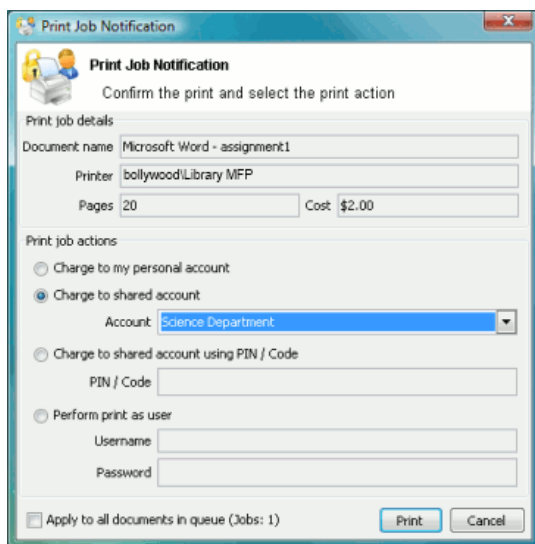 Print Job Notification
Print Job Notification
Confirm the print and select the print action
Print job details
Document name Microsoft Word - assignment1
Printer bollywood\Library MFP
Pages 20 Cost $2.00
Print job actions
Charge to my personal account
Charge to shared account
Account Science Department
Charge to shared account using PIN / Code
PIN / Code
Perform print as user
Username
Password
Apply to all documents in queue (Jobs: 1) Print Cancel